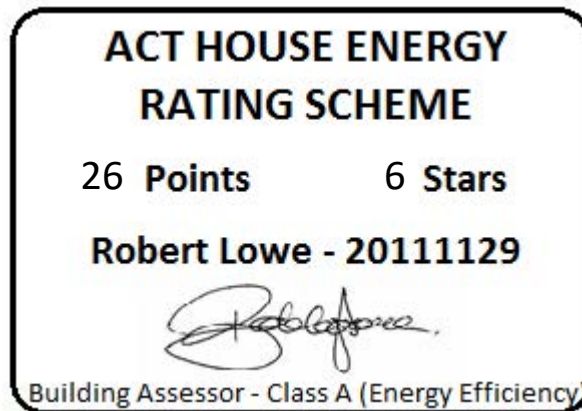 ACT HOUSE ENERGY
RATING SCHEME
26 Points 6 Stars
Robert Lowe - 20111129
Building Assessor - Class A (Energy Efficiency)